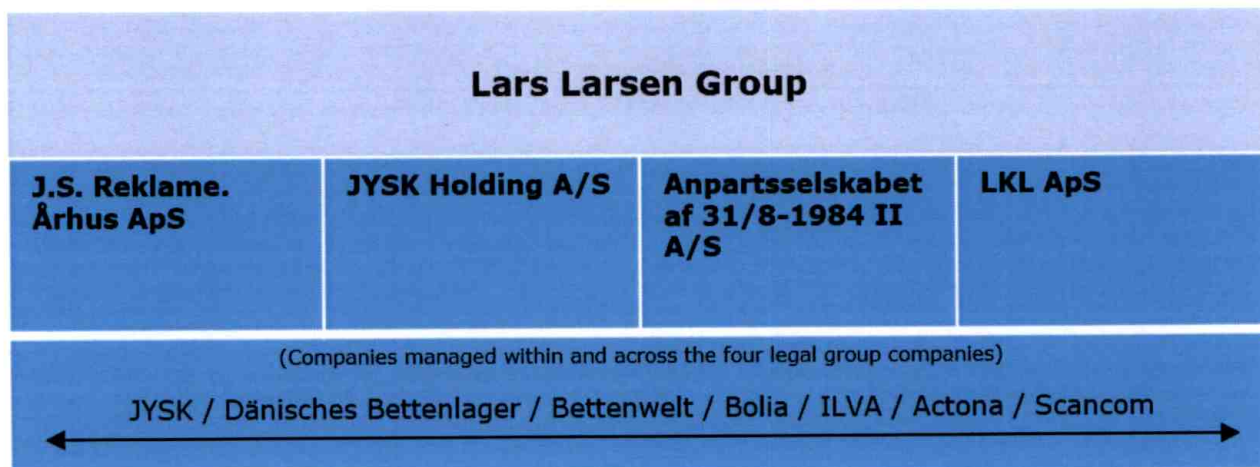 Lars Larsen Group
J.S. Reklame.
Århus ApS
JYSK Holding A/S
Anpartsselskabet
af 31/8-1984 II
A/S
LKL ApS
(Companies managed within and across the four legal group companies)
JYSK / Dänisches Bettenlager / Bettenwelt / Bolia / ILVA / Actona / Scancom